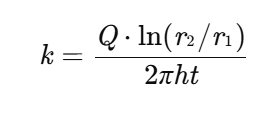 k = Q · ln(r₂/r₁) / 2πht